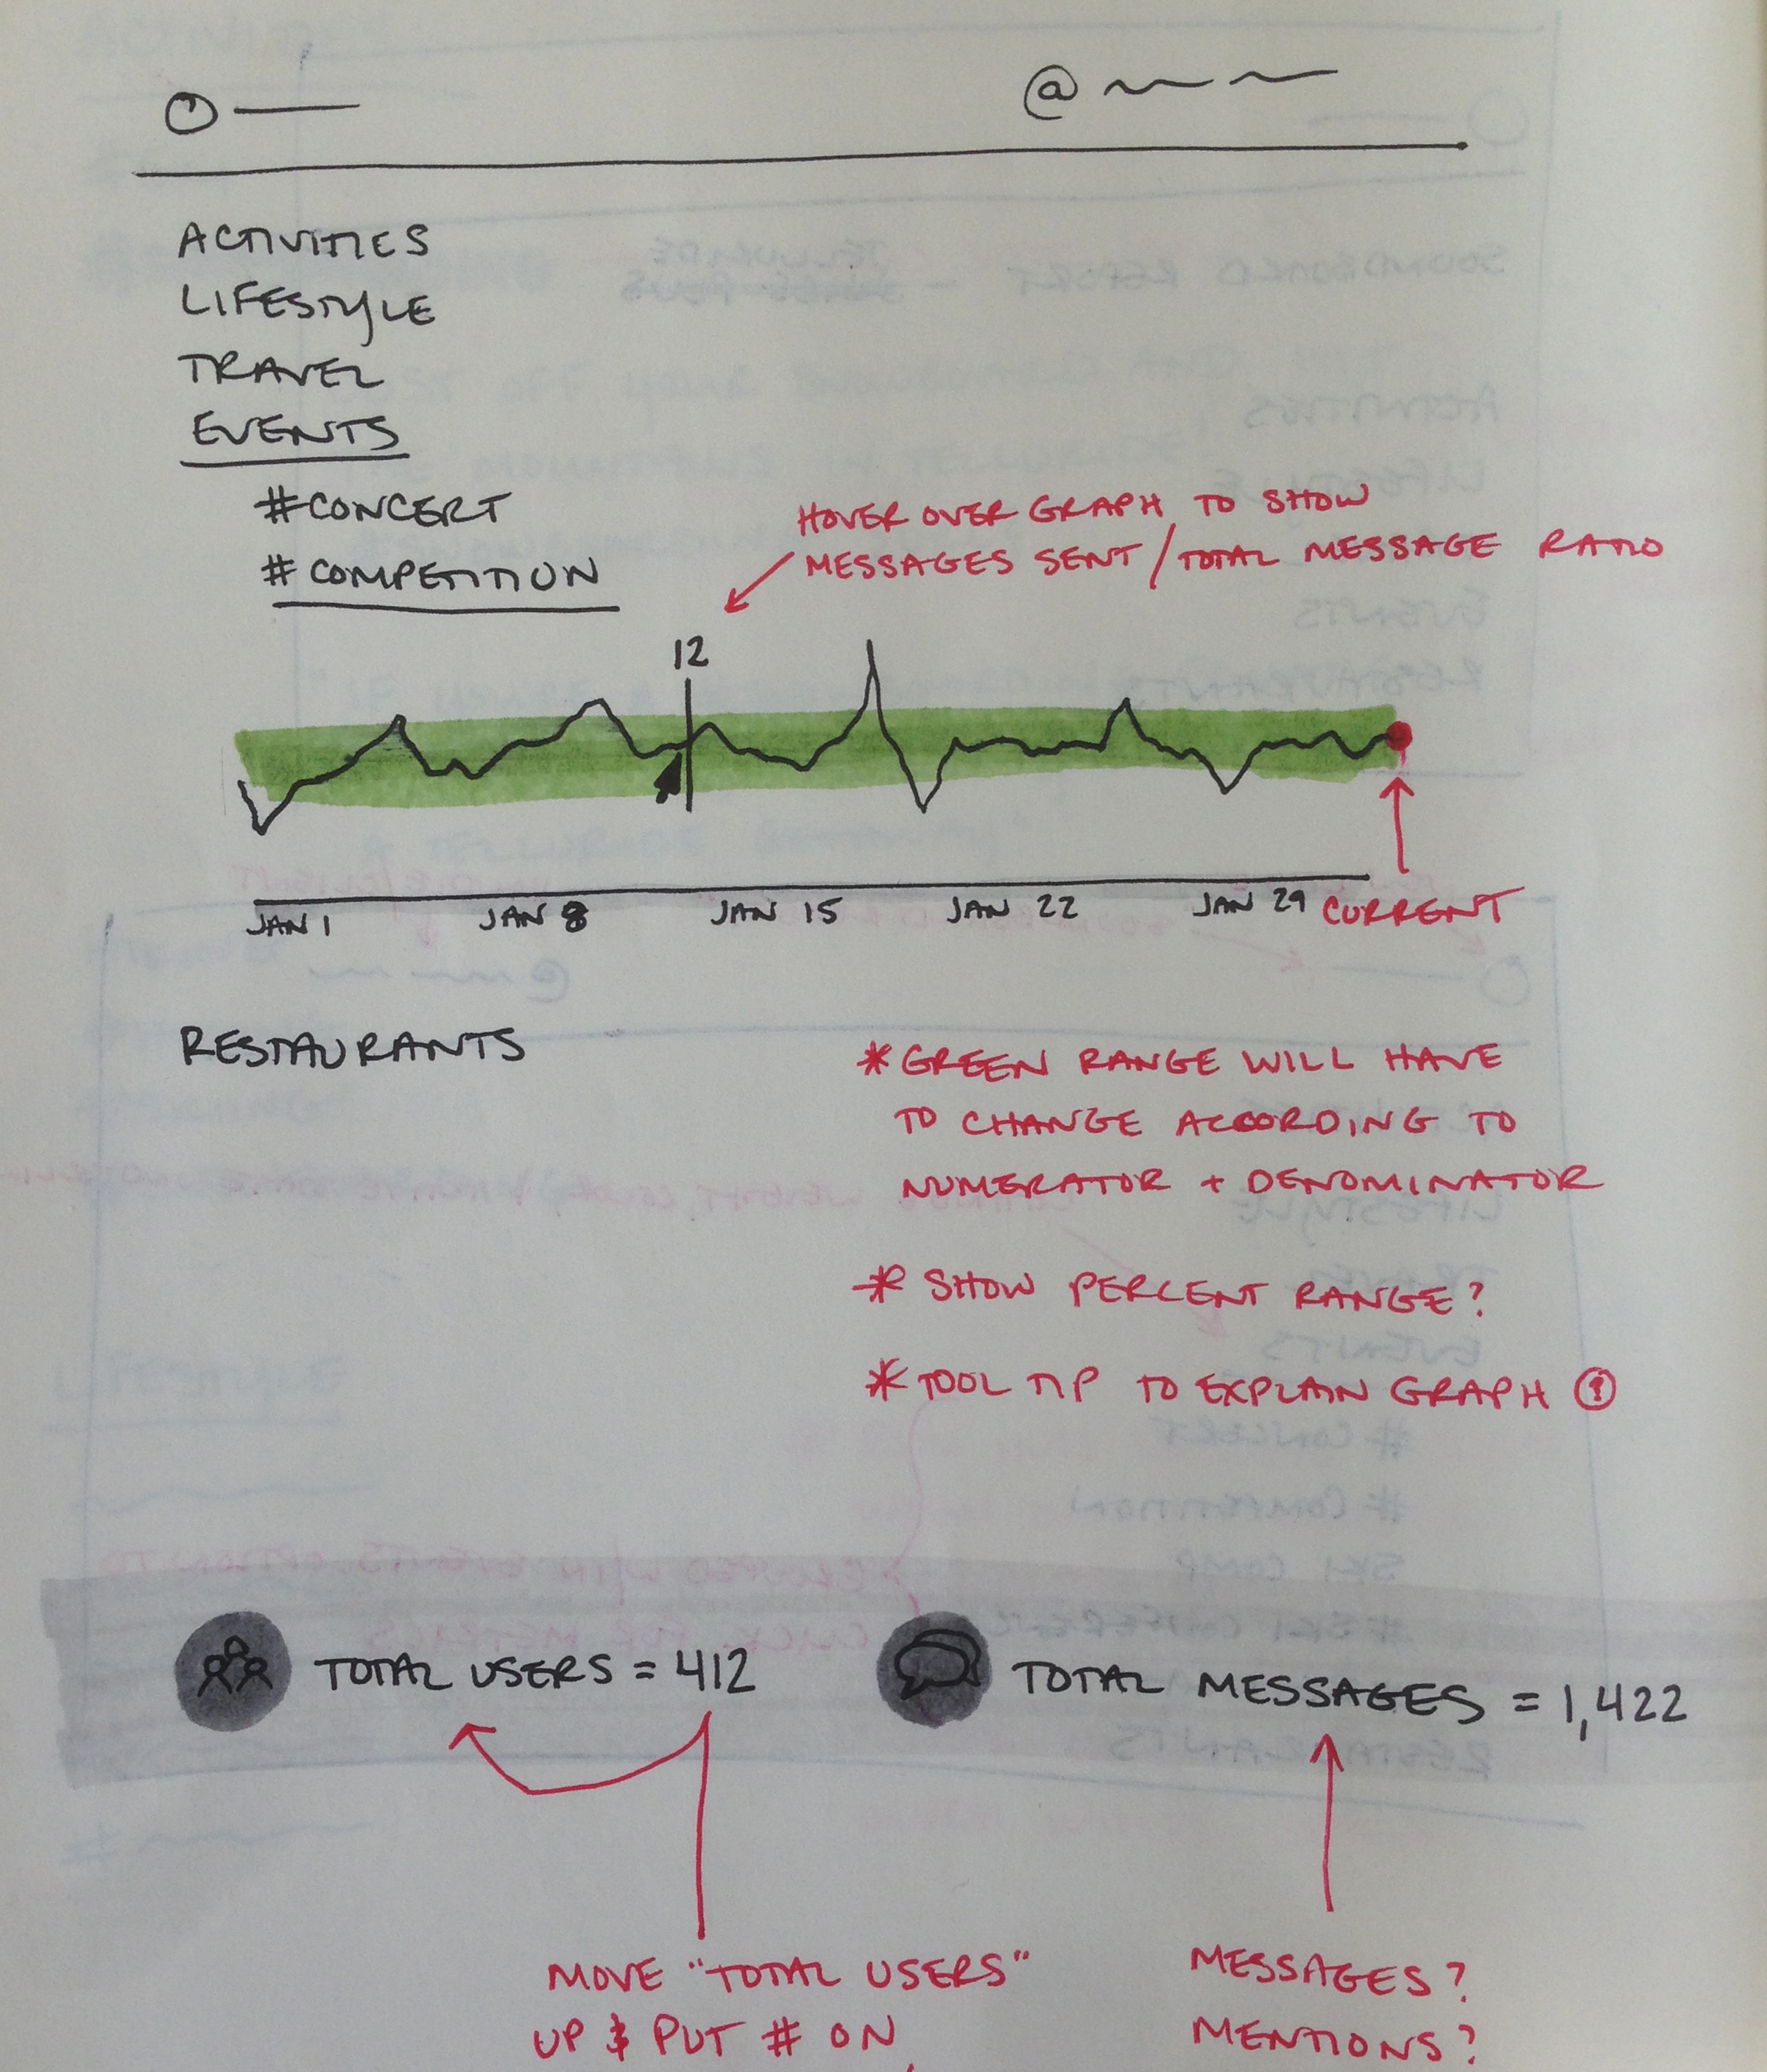 @
ACTIVITIES
LIFESTYLE
TRAVEL
EVENTS
#CONCERT
#COMPETITION
HOVER OVER GRAPH TO SHOW
MESSAGES SENT / TOTAL MESSAGE RATIO
12
JAN 1 JAN 8 JAN 15 JAN 22 JAN 29 CURRENT
RESTAURANTS
* GREEN RANGE WILL HAVE
TO CHANGE ACCORDING TO
NUMERATOR + DENOMINATOR
* SHOW PERCENT RANGE?
* TOOL TIP TO EXPLAIN GRAPH
TOTAL USERS = 412
TOTAL MESSAGES = 1,422
MOVE "TOTAL USERS"
UP & PUT # ON
MESSAGES?
MENTIONS?